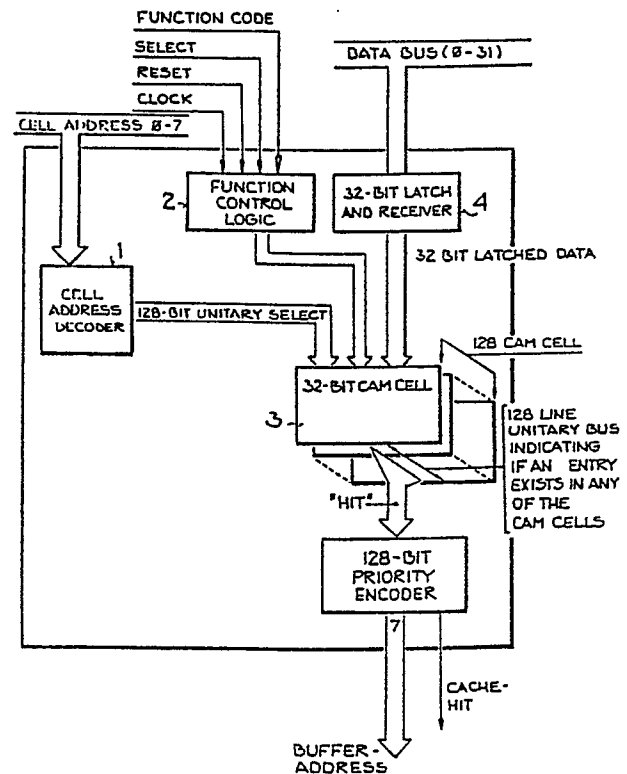 FUNCTION CODE
SELECT
RESET
CLOCK
DATA BUS (0-31)
CELL ADDRESS 0-7
2
FUNCTION
CONTROL
LOGIC
32-BIT LATCH
AND RECEIVER
4
32 BIT LATCHED DATA
1
CELL
ADDRESS
DECODER
128-BIT UNITARY SELECT
128 CAM CELL
32-BIT CAM CELL
3
128 LINE
UNITARY BUS
INDICATING
IF AN ENTRY
EXISTS IN ANY
OF THE
CAM CELLS
"HIT"
128-BIT
PRIORITY
ENCODER
7
CACHE-
HIT
BUFFER-
ADDRESS